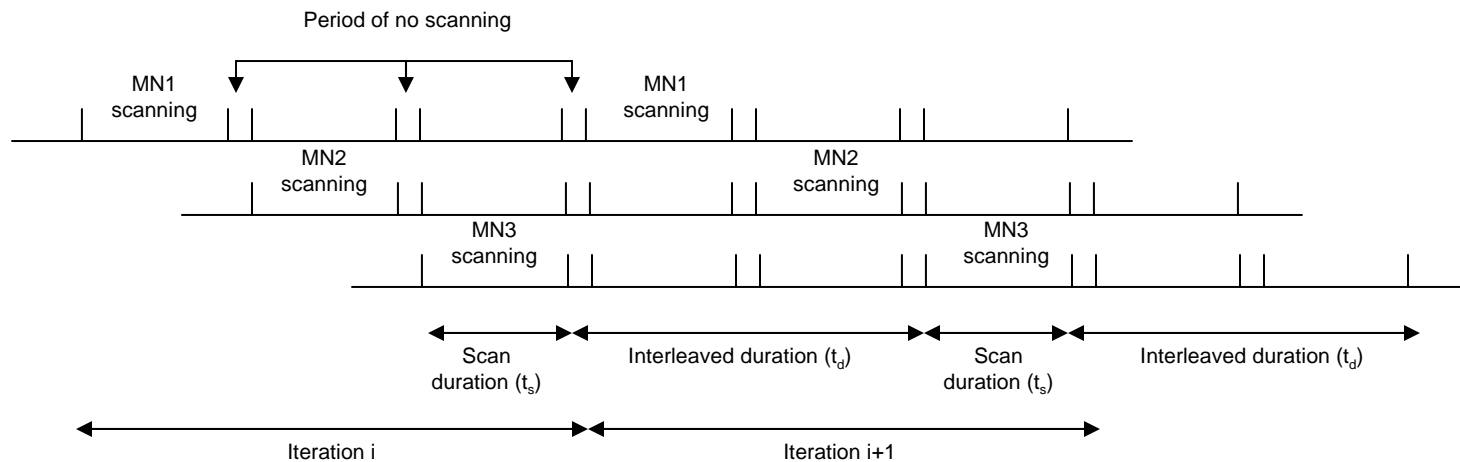 Period of no scanning
MN1
scanning
MN1
scanning
MN2
scanning
MN2
scanning
MN3
scanning
MN3
scanning
Scan
duration (ts)
Interleaved duration (td)
Scan
duration (ts)
Interleaved duration (td)
Iteration i
Iteration i+1